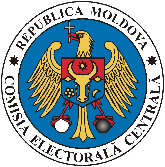 REPUBLICA MOLDOVA
COMISIA ELECTORALĂ CENTRALĂ